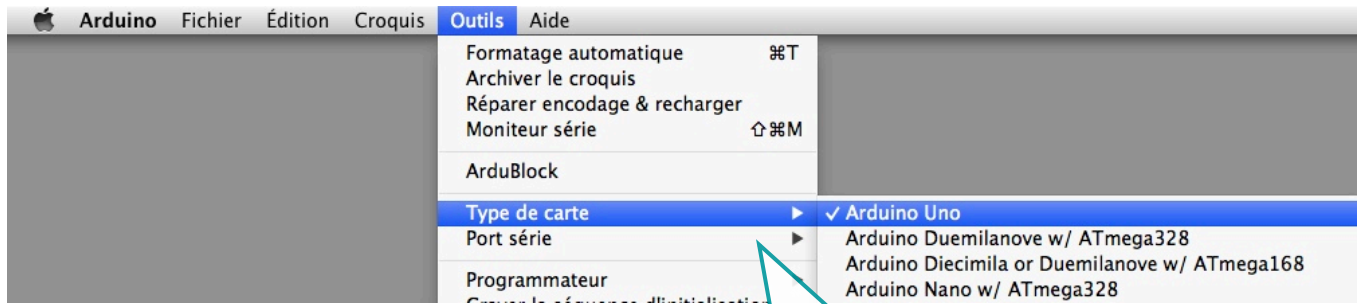 Arduino Fichier Édition Croquis Outils Aide
Formatage automatique ⌘T
Archiver le croquis
Réparer encodage & recharger
Moniteur série ⇧⌘M
ArduBlock
Type de carte ▶ ✓ Arduino Uno
Port série ▶ Arduino Duemilanove w/ ATmega328
Arduino Diecimila or Duemilanove w/ ATmega168
Programmateur Arduino Nano w/ ATmega328